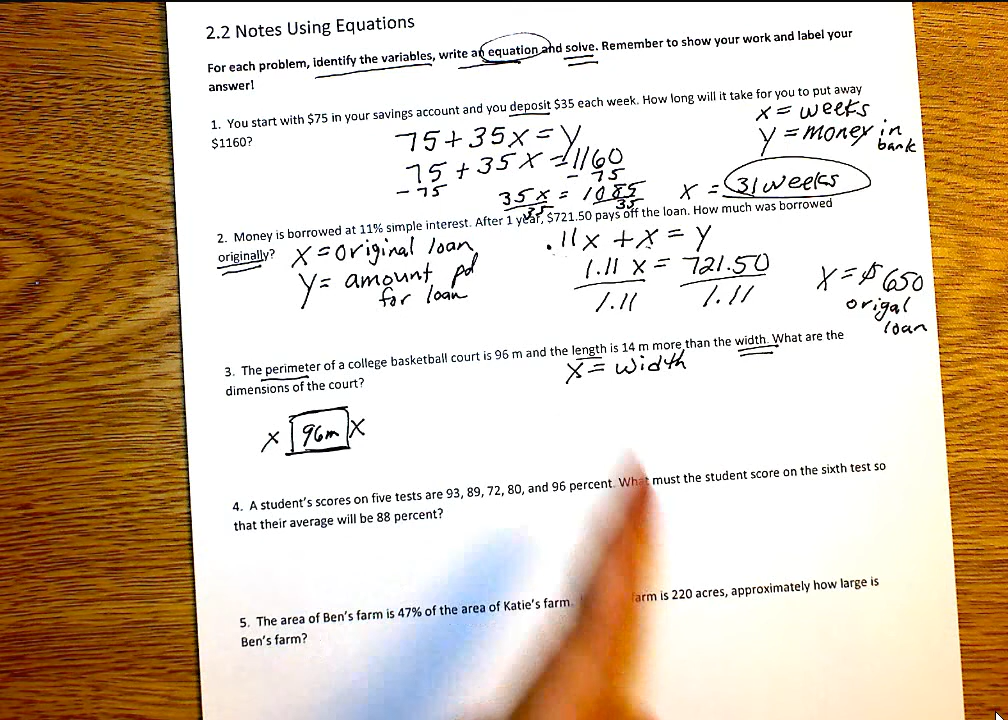 2.2 Notes Using Equations
For each problem, identify the variables, write an equation and solve. Remember to show your work and label your
answer!
1. You start with $75 in your savings account and you deposit $35 each week. How long will it take for you to put away
$1160?
x = weeks
y = money in
bank
75 + 35x = y
75 + 35x = 1160
-75 - 75
35x = 1085
35 35
x = 31 weeks
2. Money is borrowed at 11% simple interest. After 1 year, $721.50 pays off the loan. How much was borrowed
originally?
x = original loan
y = amount pd
for loan
.11x + x = y
1.11 x = 721.50
1.11 1.11
x = $650
origal
loan
3. The perimeter of a college basketball court is 96 m and the length is 14 m more than the width. What are the
dimensions of the court?
x = width
x 96m x
4. A student's scores on five tests are 93, 89, 72, 80, and 96 percent. What must the student score on the sixth test so
that their average will be 88 percent?
5. The area of Ben's farm is 47% of the area of Katie's farm. farm is 220 acres, approximately how large is
Ben's farm?